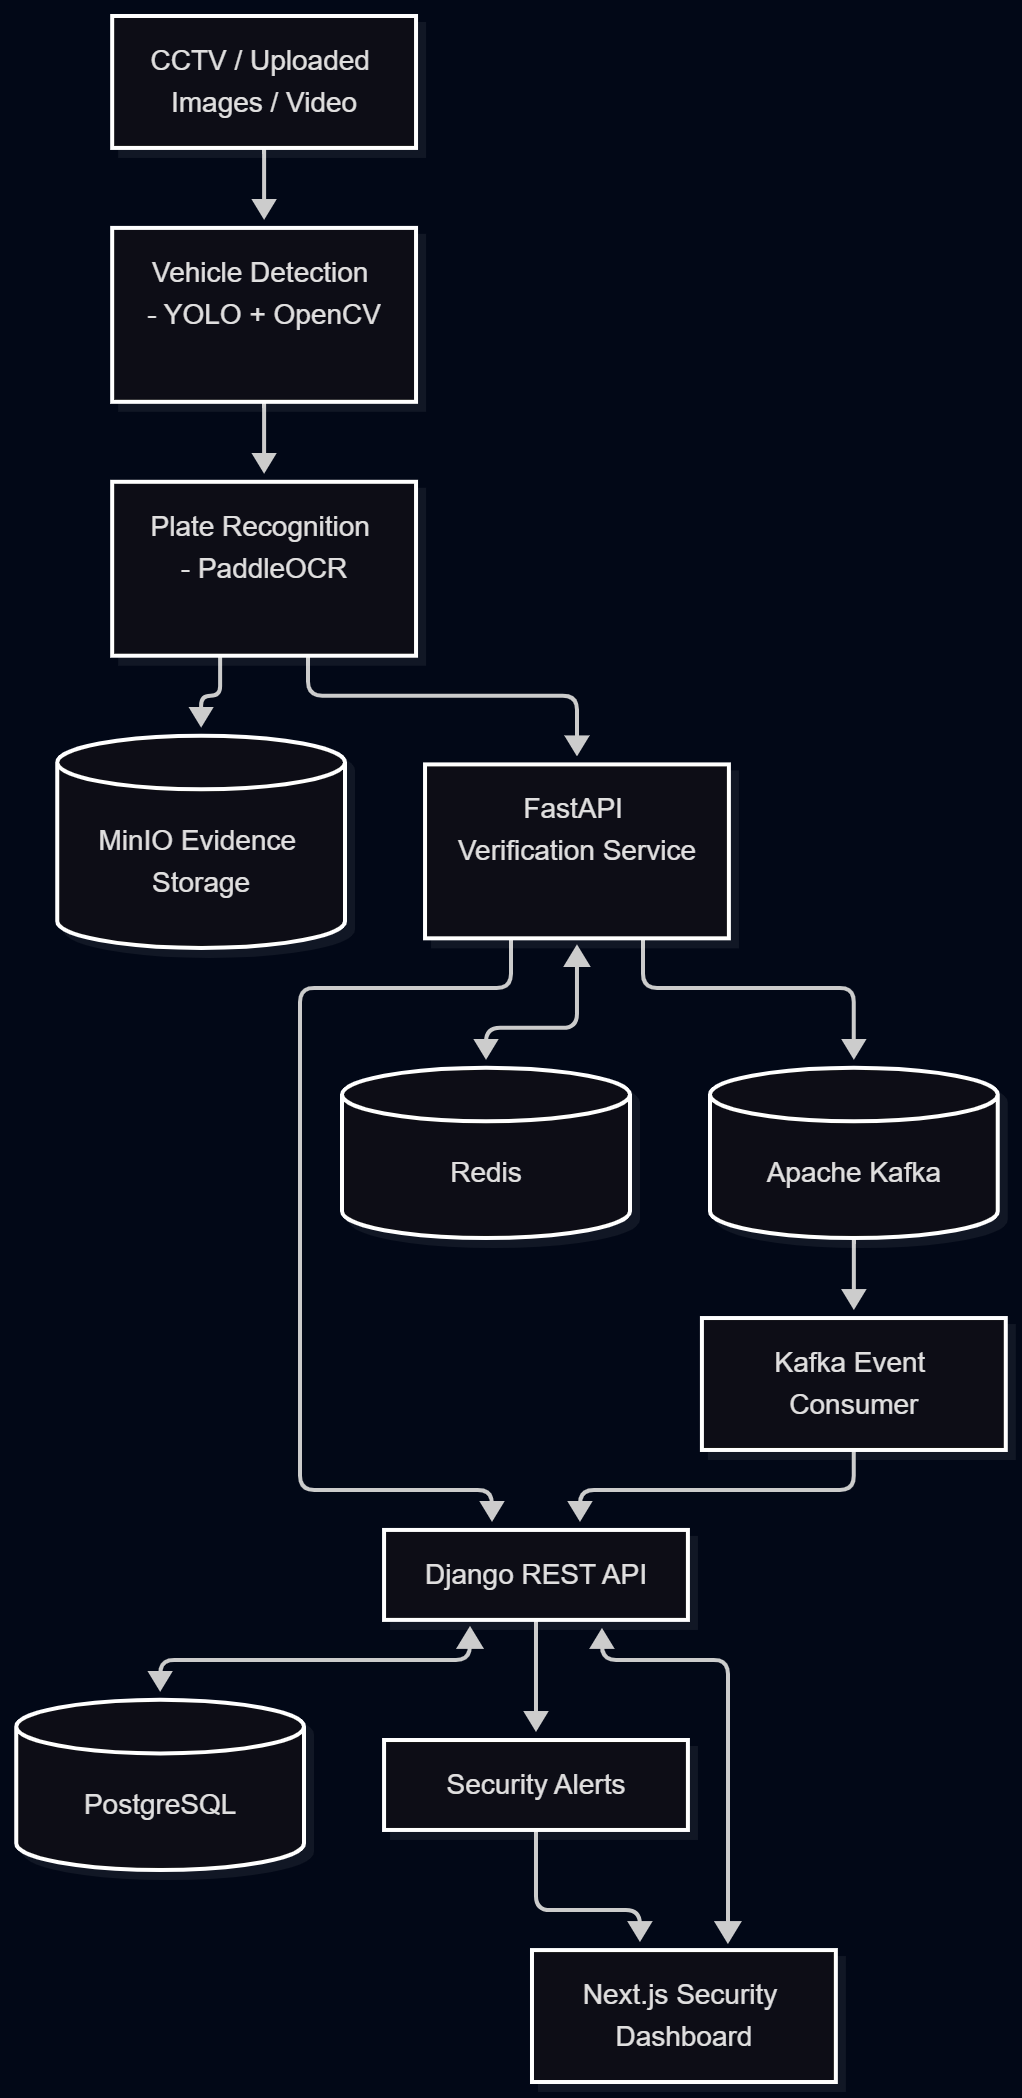 CCTV / Uploaded
Images / Video
Vehicle Detection
- YOLO + OpenCV
Plate Recognition
- PaddleOCR
MinIO Evidence
Storage
FastAPI
Verification Service
Redis
Apache Kafka
Kafka Event
Consumer
Django REST API
PostgreSQL
Security Alerts
Next.js Security
Dashboard